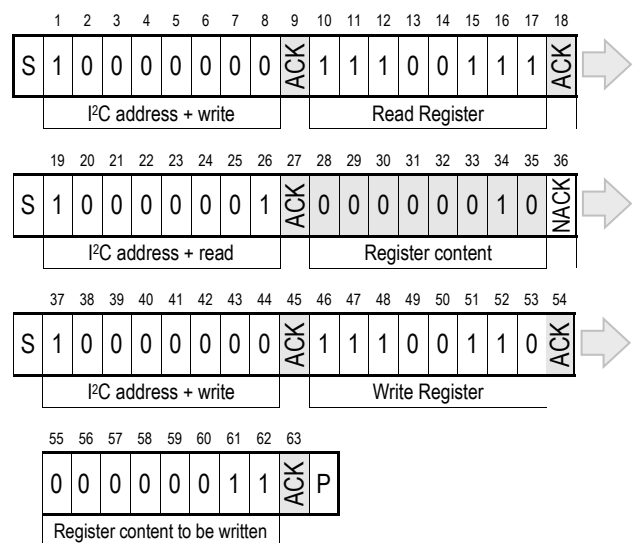 1 2 3 4 5 6 7 8 9 10 11 12 13 14 15 16 17 18
S 1 0 0 0 0 0 0 0 ACK 1 1 1 0 0 1 1 1 ACK
I²C address + write Read Register
19 20 21 22 23 24 25 26 27 28 29 30 31 32 33 34 35 36
S 1 0 0 0 0 0 0 1 ACK 0 0 0 0 0 0 1 0 NACK
I²C address + read Register content
37 38 39 40 41 42 43 44 45 46 47 48 49 50 51 52 53 54
S 1 0 0 0 0 0 0 0 ACK 1 1 1 0 0 1 1 0 ACK
I²C address + write Write Register
55 56 57 58 59 60 61 62 63
0 0 0 0 0 0 1 1 ACK P
Register content to be written